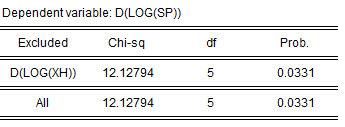 Dependent variable: D(LOG(SP))
Excluded Chi-sq df Prob.
D(LOG(XH)) 12.12794 5 0.0331
All 12.12794 5 0.0331